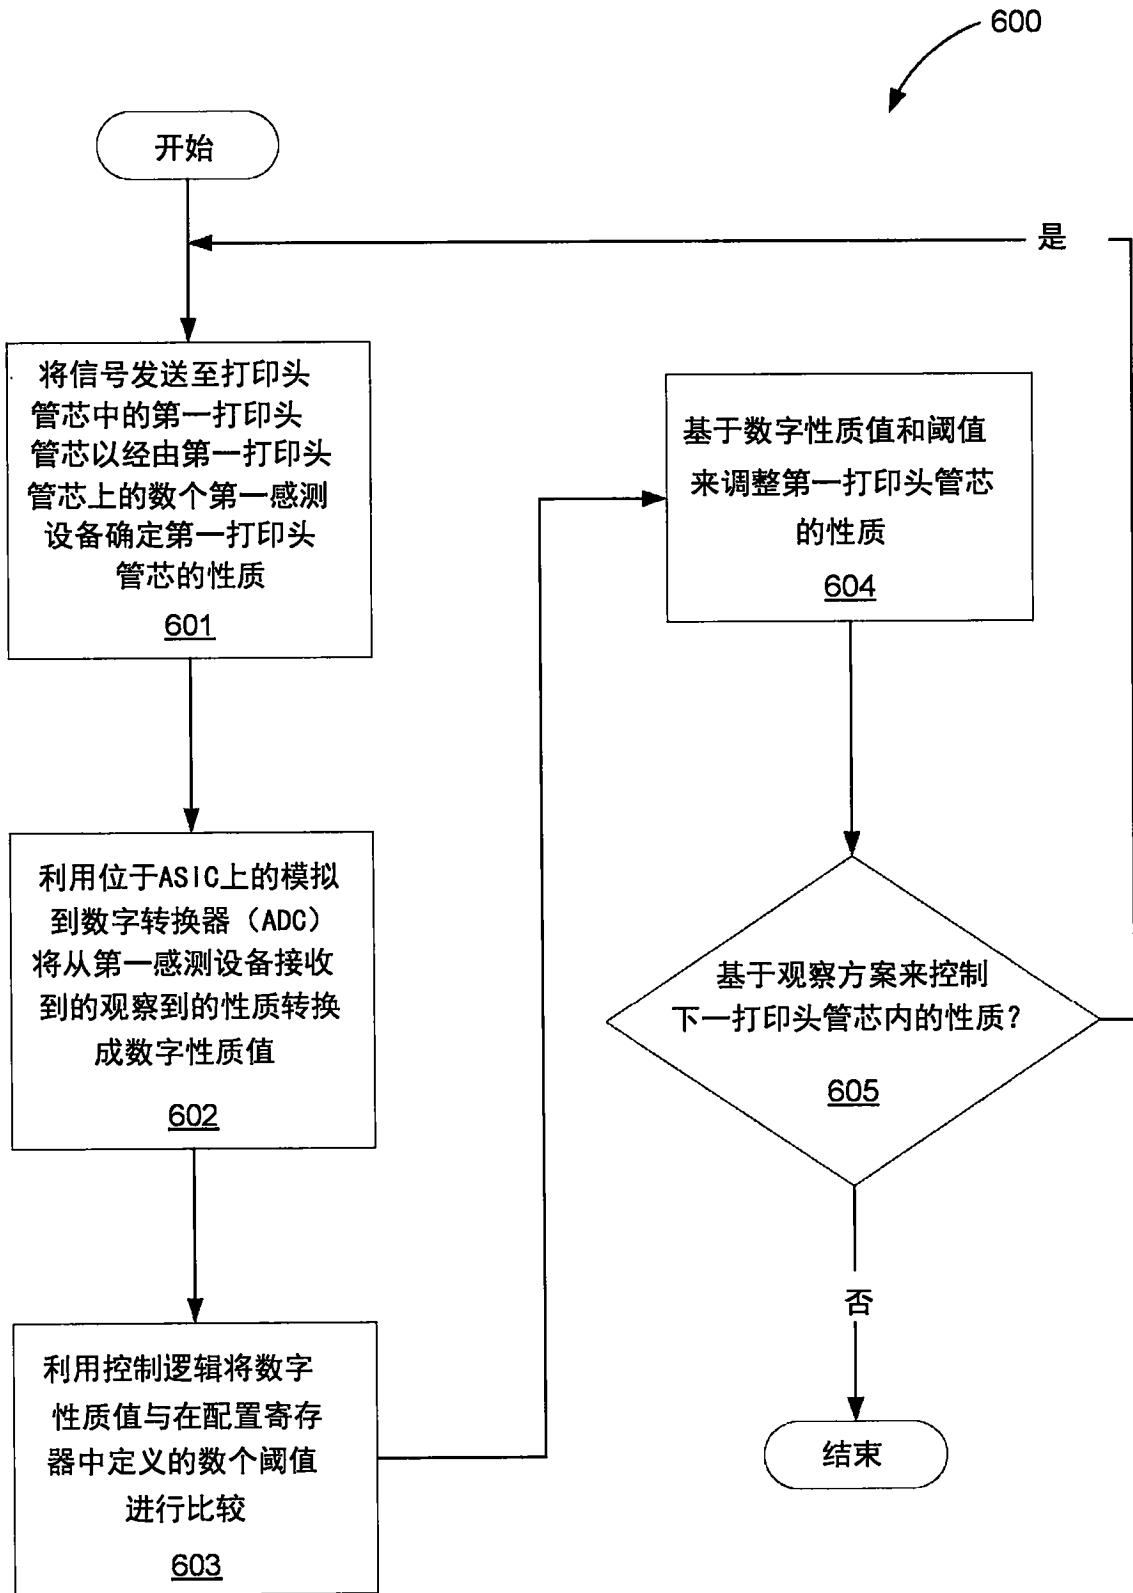 600
开始
是
将信号发送至打印头
管芯中的第一打印头
管芯以经由第一打印头
管芯上的数个第一感测
设备确定第一打印头
管芯的性质
601
利用位于ASIC上的模拟
到数字转换器（ADC）
将从第一感测设备接收
到的观察到的性质转换
成数字性质值
602
利用控制逻辑将数字
性质值与在配置寄存
器中定义的数个阈值
进行比较
603
基于数字性质值和阈值
来调整第一打印头管芯
的性质
604
基于观察方案来控制
下一打印头管芯内的性质？
605
否
结束